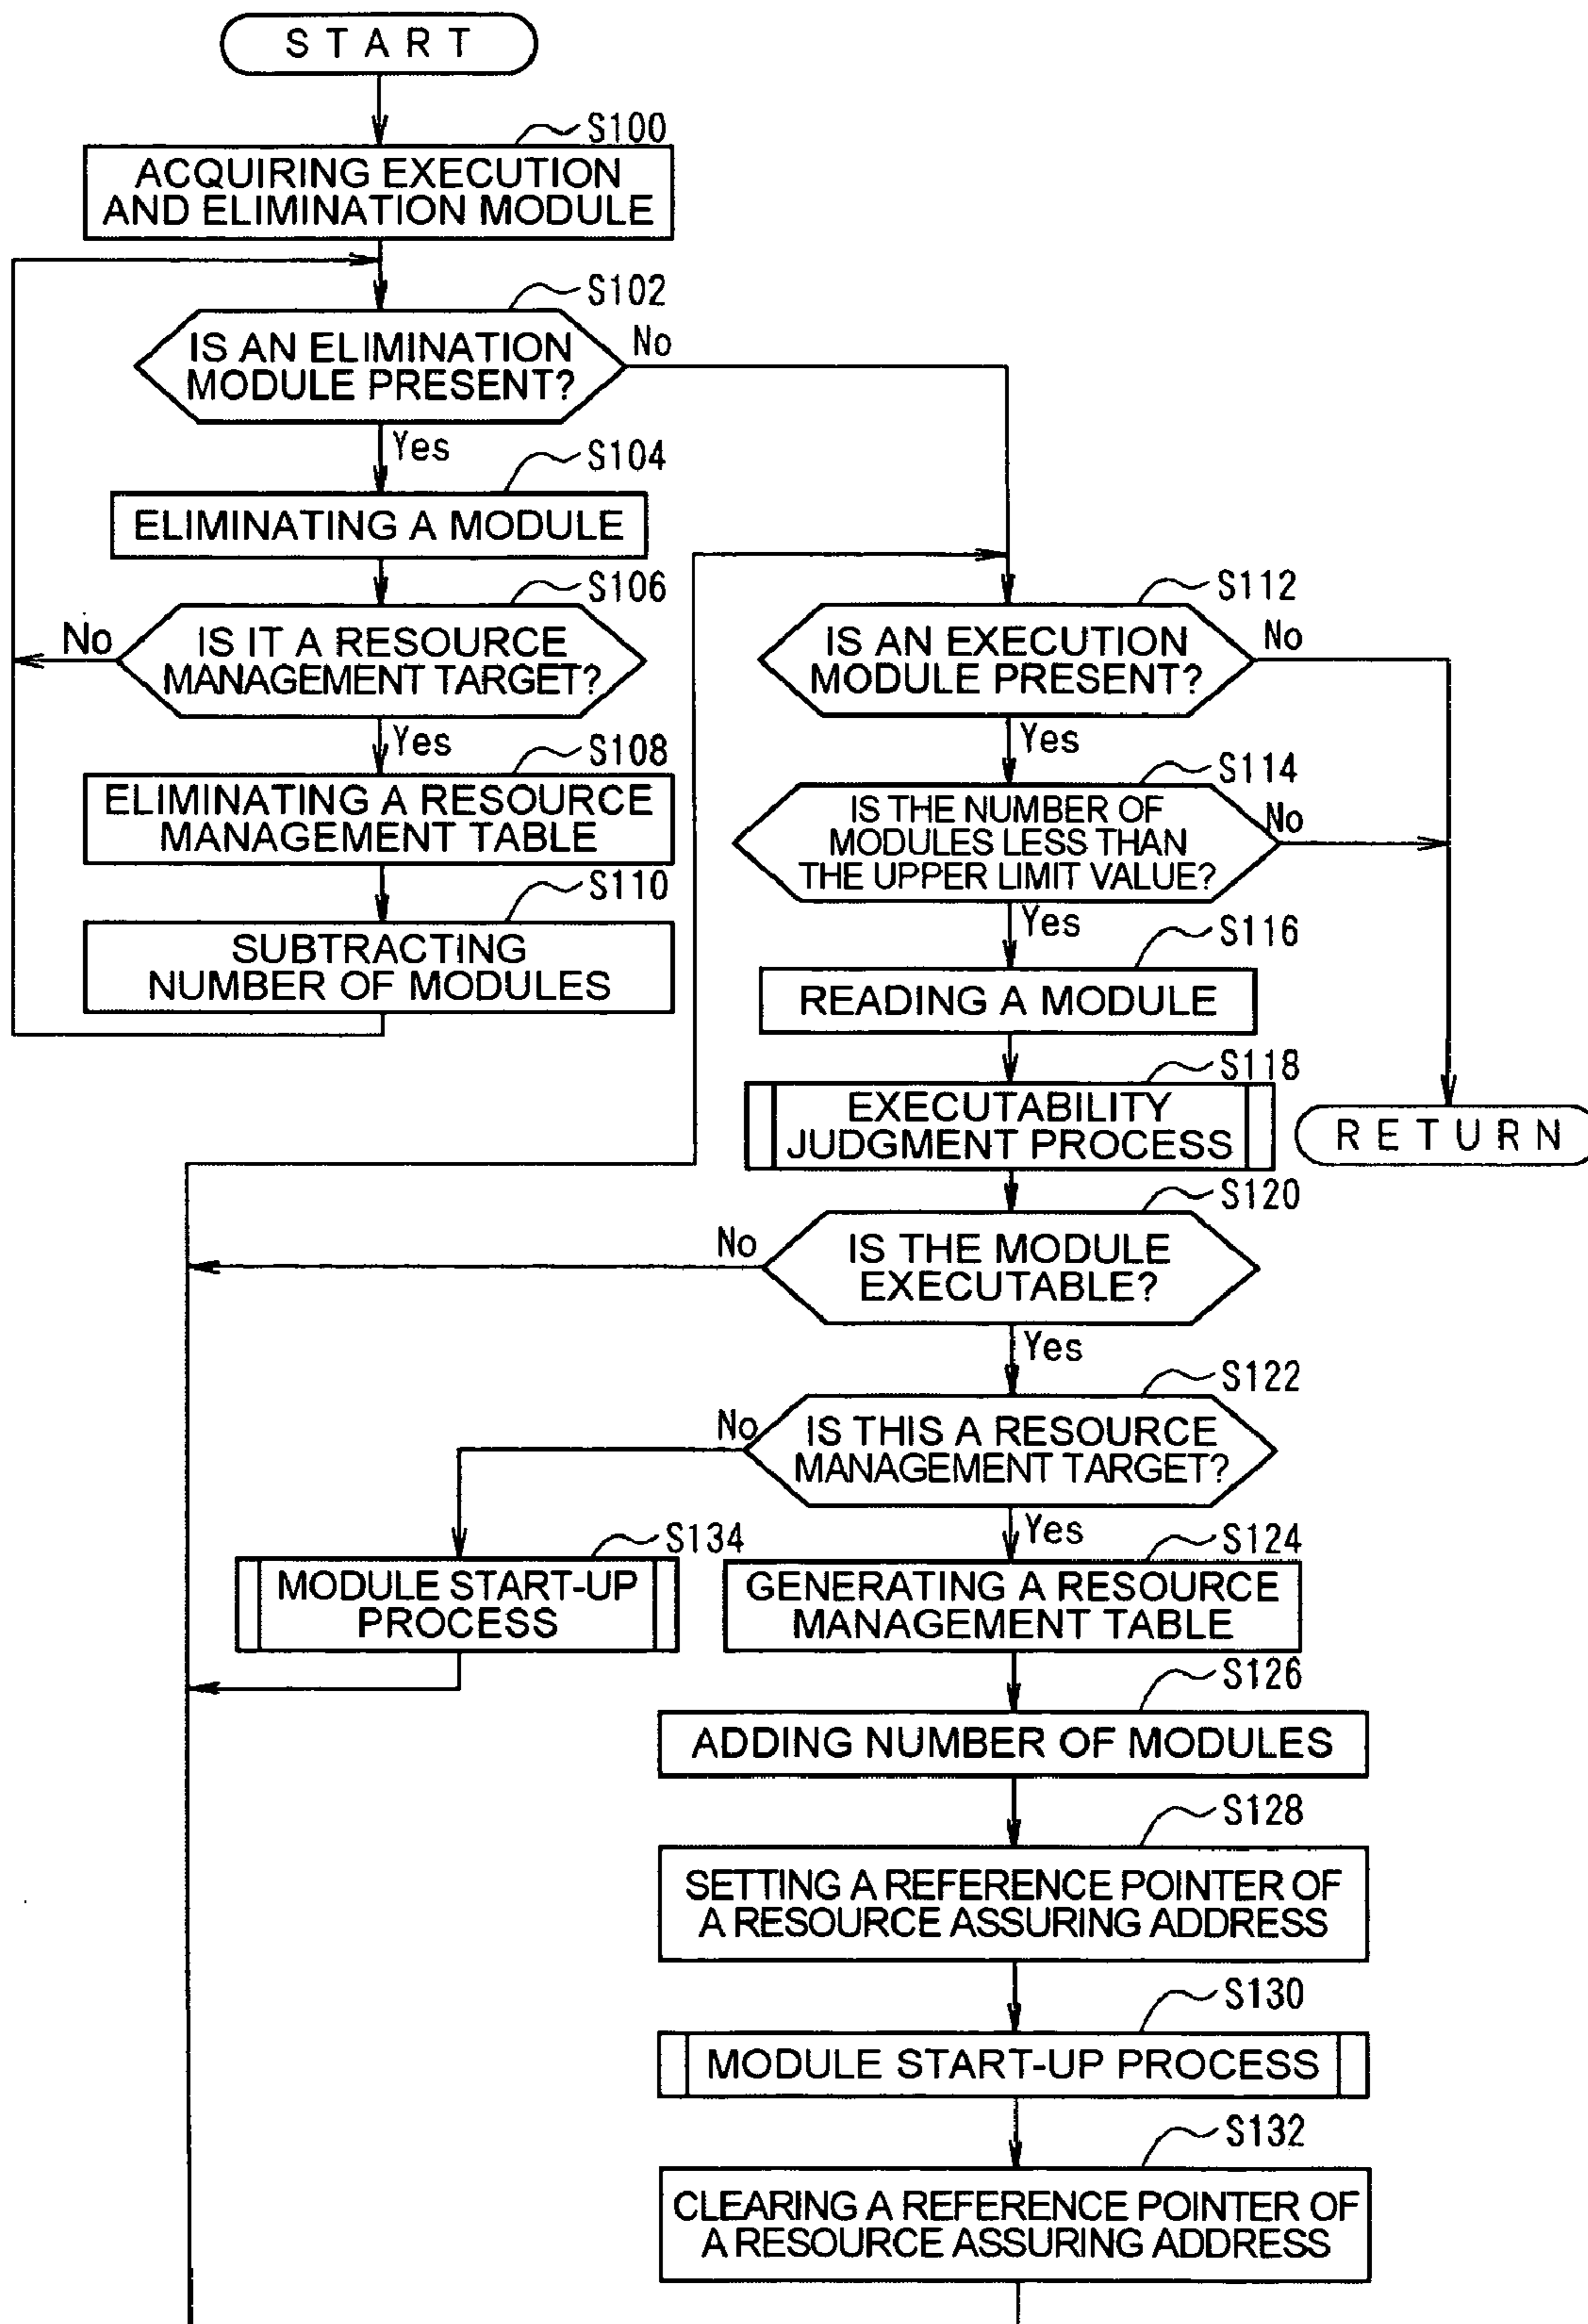 START
S100
ACQUIRING EXECUTION
AND ELIMINATION MODULE
S102
IS AN ELIMINATION
MODULE PRESENT?
No
Yes
S104
ELIMINATING A MODULE
S106
IS IT A RESOURCE
MANAGEMENT TARGET?
No
Yes
S108
ELIMINATING A RESOURCE
MANAGEMENT TABLE
S110
SUBTRACTING
NUMBER OF MODULES
S112
IS AN EXECUTION
MODULE PRESENT?
No
Yes
S114
IS THE NUMBER OF
MODULES LESS THAN
THE UPPER LIMIT VALUE?
No
Yes
S116
READING A MODULE
S118
EXECUTABILITY
JUDGMENT PROCESS
RETURN
S120
IS THE MODULE
EXECUTABLE?
No
Yes
S122
IS THIS A RESOURCE
MANAGEMENT TARGET?
No
Yes
S134
MODULE START-UP
PROCESS
S124
GENERATING A RESOURCE
MANAGEMENT TABLE
S126
ADDING NUMBER OF MODULES
S128
SETTING A REFERENCE POINTER OF
A RESOURCE ASSURING ADDRESS
S130
MODULE START-UP PROCESS
S132
CLEARING A REFERENCE POINTER OF
A RESOURCE ASSURING ADDRESS